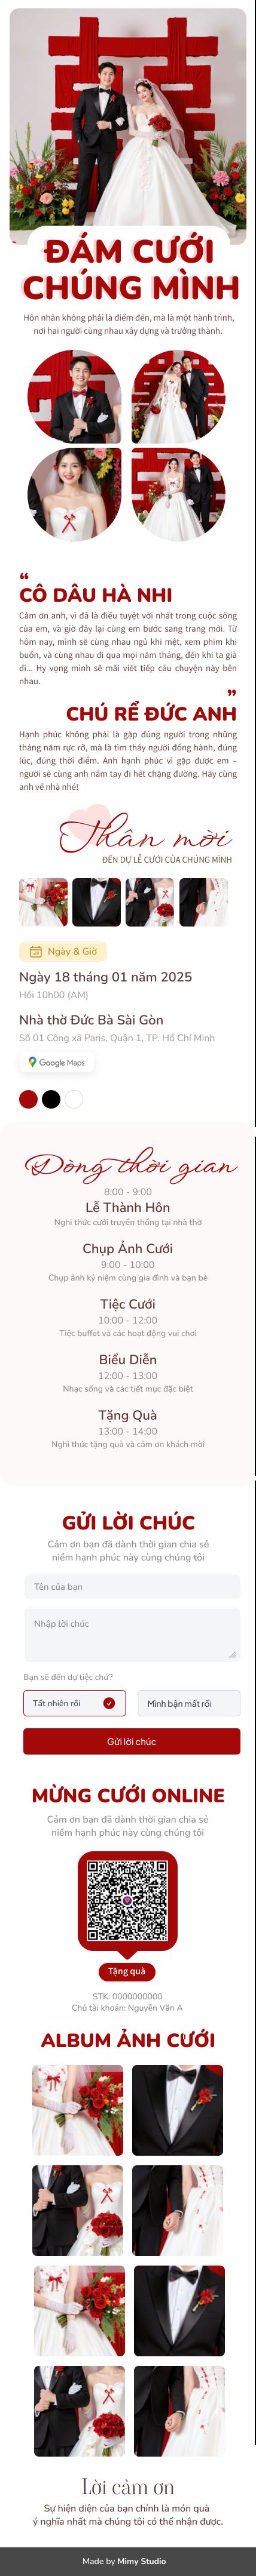 ĐÁM CƯỚI
CHÚNG MÌNH
Hôn nhân không phải là điểm đến, mà là một hành trình,
nơi hai người cùng nhau xây dựng và trưởng thành.
“
CÔ DÂU HÀ NHI
Cảm ơn anh, vì đã là điều tuyệt vời nhất trong cuộc sống
của em, và giờ đây lại cùng em bước sang trang mới. Từ
hôm nay, mình sẽ cùng nhau ngủ khi mệt, xem phim khi
buồn, và cùng nhau đi qua mọi năm tháng, đến khi ta già
đi... Hy vọng mình sẽ mãi viết tiếp câu chuyện này bên
nhau.
”
CHÚ RỂ ĐỨC ANH
Hạnh phúc không phải là gặp đúng người trong những
tháng năm rực rỡ, mà là tìm thấy người đồng hành, đúng
lúc, đúng thời điểm. Anh hạnh phúc vì gặp được em –
người sẽ cùng anh nắm tay đi hết chặng đường. Hãy cùng
anh về nhà nhé!
Thân mời
ĐẾN DỰ LỄ CƯỚI CỦA CHÚNG MÌNH
Ngày & Giờ
Ngày 18 tháng 01 năm 2025
Hồi 10h00 (AM)
Nhà thờ Đức Bà Sài Gòn
Số 01 Công xã Paris, Quận 1, TP. Hồ Chí Minh
Google Maps
Dòng thời gian
8:00 - 9:00
Lễ Thành Hôn
Nghi thức cưới truyền thống tại nhà thờ
Chụp Ảnh Cưới
9:00 - 10:00
Chụp ảnh kỷ niệm cùng gia đình và bạn bè
Tiệc Cưới
10:00 - 12:00
Tiệc buffet và các hoạt động vui chơi
Biểu Diễn
12:00 - 13:00
Nhạc sống và các tiết mục đặc biệt
Tặng Quà
13:00 - 14:00
Nghi thức tặng quà và cảm ơn khách mời
GỬI LỜI CHÚC
Cảm ơn bạn đã dành thời gian chia sẻ
niềm hạnh phúc này cùng chúng tôi
Tên của bạn
Nhập lời chúc
Bạn sẽ đến dự tiệc chứ?
Tất nhiên rồi
Mình bận mất rồi
Gửi lời chúc
MỪNG CƯỚI ONLINE
Cảm ơn bạn đã dành thời gian chia sẻ
niềm hạnh phúc này cùng chúng tôi
Tặng quà
STK: 0000000000
Chủ tài khoản: Nguyễn Văn A
ALBUM ẢNH CƯỚI
Lời cảm ơn
Sự hiện diện của bạn chính là món quà
ý nghĩa nhất mà chúng tôi có thể nhận được.
Made by Mimy Studio